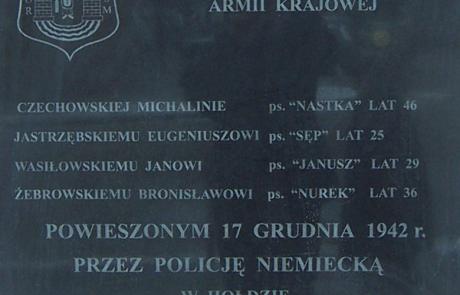 ARMII KRAJOWEJ
CZECHOWSKIEJ MICHALINIE ps. “NASTKA” LAT 46
JASTRZĘBSKIEMU EUGENIUSZOWI ps. “SĘP” LAT 25
WASIŁOWSKIEMU JANOWI ps. “JANUSZ” LAT 29
ŻEBROWSKIEMU BRONISŁAWOWI ps. “NUREK” LAT 36
POWIESZONYM 17 GRUDNIA 1942 r.
PRZEZ POLICJĘ NIEMIECKĄ
W HOŁDZIE